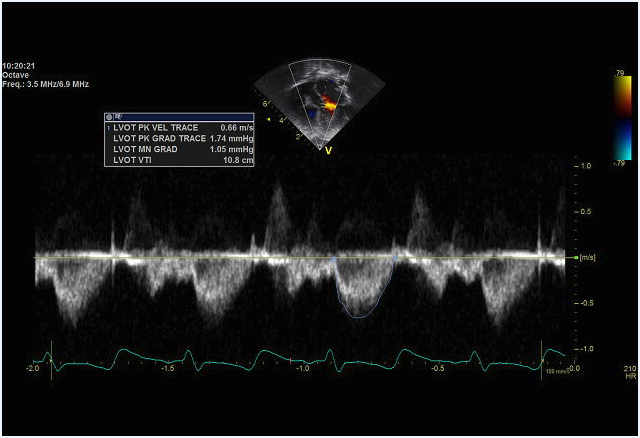 10:20:21
Octave
Freq.: 3.5 MHz/6.9 MHz
.79
-.79
6
4
2
V
1 LVOT PK VEL TRACE 0.66 m/s
LVOT PK GRAD TRACE 1.74 mmHg
LVOT MN GRAD 1.05 mmHg
LVOT VTI 10.8 cm
1.0
0.5
[m/s]
-0.5
-1.0
-2.0 -1.5 -1.0 -0.5 -0.0
100 mm/s
210
HR